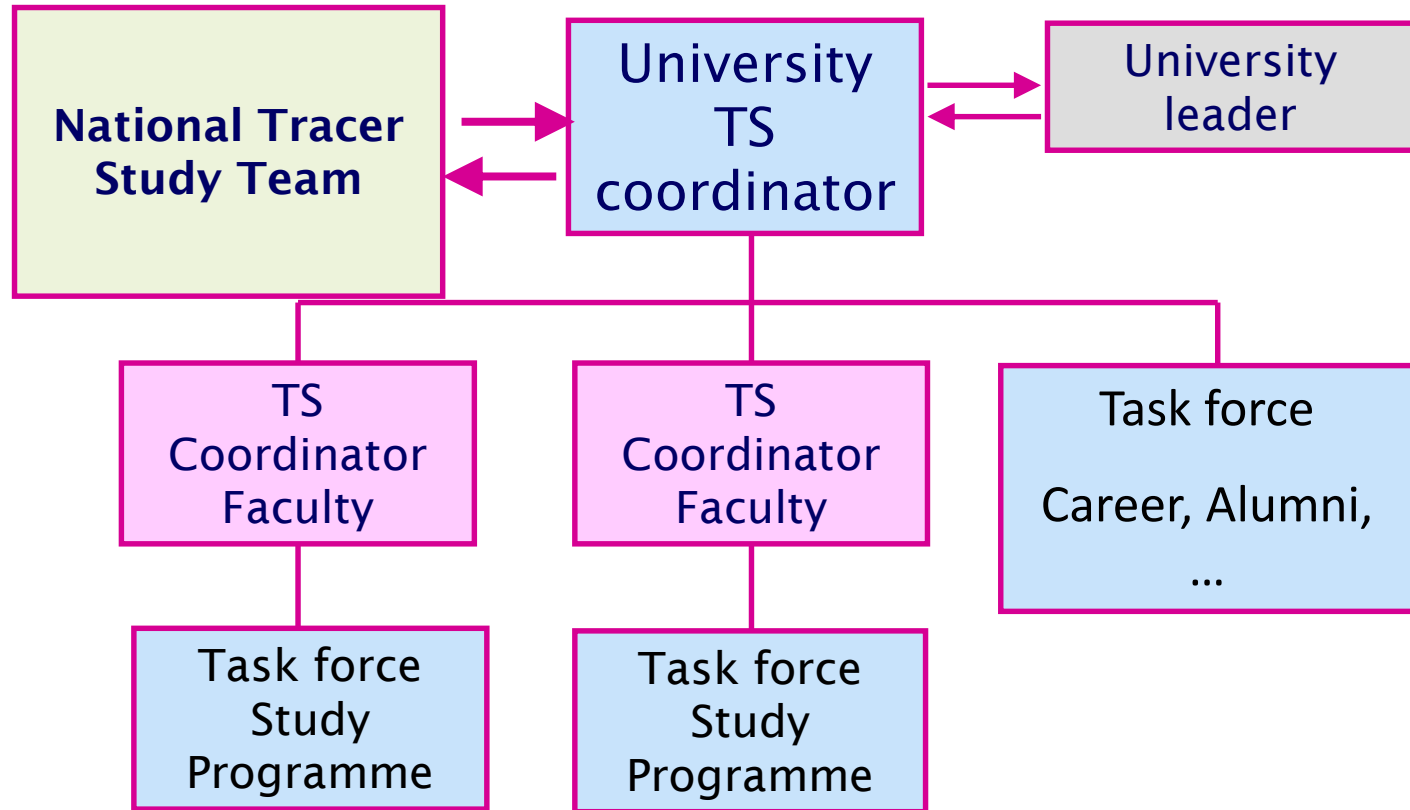 National Tracer
Study Team
University
TS
coordinator
University
leader
TS
Coordinator
Faculty
TS
Coordinator
Faculty
Task force
Career, Alumni,
...
Task force
Study
Programme
Task force
Study
Programme